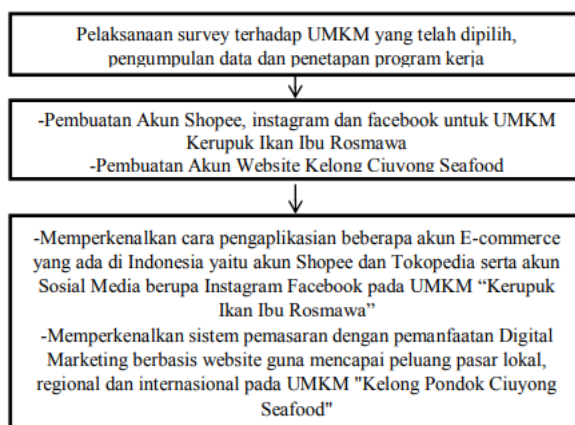 Pelaksanaan survey terhadap UMKM yang telah dipilih,
pengumpulan data dan penetapan program kerja
-Pembuatan Akun Shopee, instagram dan facebook untuk UMKM
Kerupuk Ikan Ibu Rosmawa
-Pembuatan Akun Website Kelong Ciuyong Seafood
-Memperkenalkan cara pengaplikasian beberapa akun E-commerce
yang ada di Indonesia yaitu akun Shopee dan Tokopedia serta akun
Sosial Media berupa Instagram Facebook pada UMKM “Kerupuk
Ikan Ibu Rosmawa”
-Memperkenalkan sistem pemasaran dengan pemanfaatan Digital
Marketing berbasis website guna mencapai peluang pasar lokal,
regional dan internasional pada UMKM "Kelong Pondok Ciuyong
Seafood"